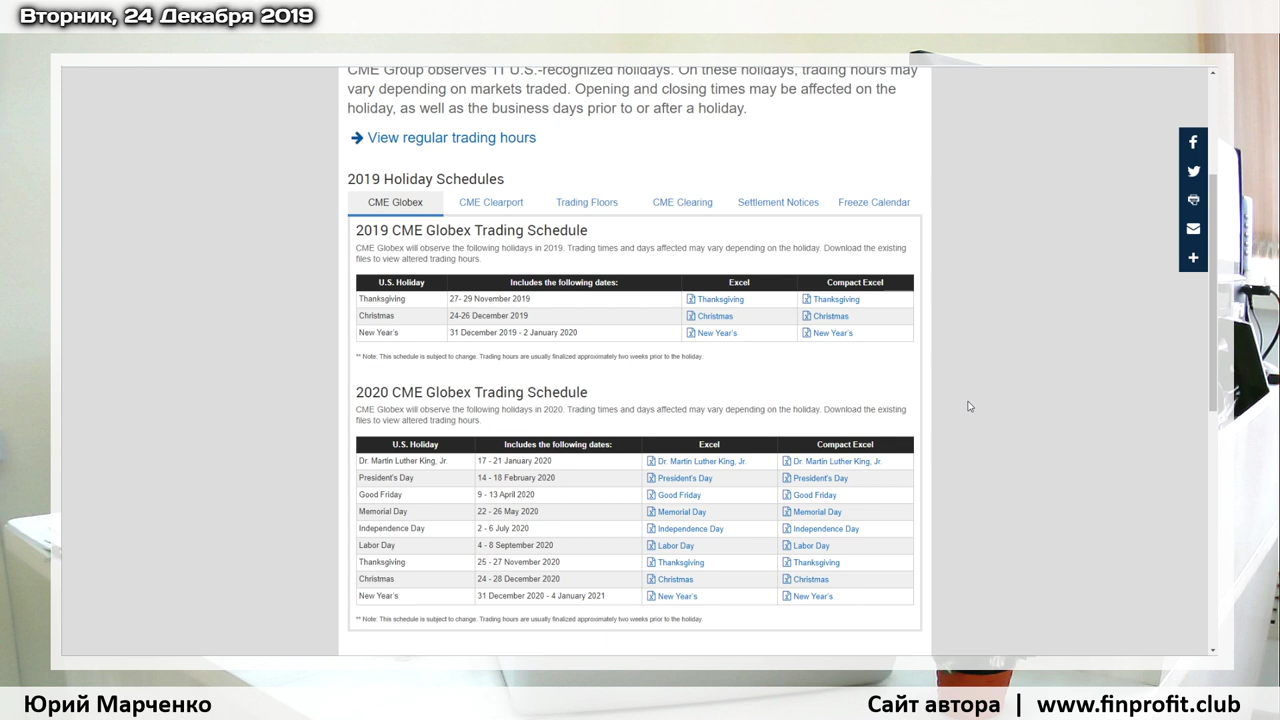 Вторник, 24 Декабря 2019
CME Group observes 11 U.S.-recognized holidays. On these holidays, trading hours may
vary depending on markets traded. Opening and closing times may be affected on the
holiday, as well as the business days prior to or after a holiday.
View regular trading hours
2019 Holiday Schedules
CME Globex CME Clearport Trading Floors CME Clearing Settlement Notices Freeze Calendar
2019 CME Globex Trading Schedule
CME Globex will observe the following holidays in 2019. Trading times and days affected may vary depending on the holiday. Download the existing
files to view altered trading hours.
U.S. Holiday Includes the following dates: Excel Compact Excel
Thanksgiving 27- 29 November 2019 Thanksgiving Thanksgiving
Christmas 24-26 December 2019 Christmas Christmas
New Year's 31 December 2019 - 2 January 2020 New Year's New Year's
** Note: This schedule is subject to change. Trading hours are usually finalized approximately two weeks prior to the holiday.
2020 CME Globex Trading Schedule
CME Globex will observe the following holidays in 2020. Trading times and days affected may vary depending on the holiday. Download the existing
files to view altered trading hours.
U.S. Holiday Includes the following dates: Excel Compact Excel
Dr. Martin Luther King, Jr. 17 - 21 January 2020 Dr. Martin Luther King, Jr. Dr. Martin Luther King, Jr.
President's Day 14 - 18 February 2020 President's Day President's Day
Good Friday 9 - 13 April 2020 Good Friday Good Friday
Memorial Day 22 - 26 May 2020 Memorial Day Memorial Day
Independence Day 2 - 6 July 2020 Independence Day Independence Day
Labor Day 4 - 8 September 2020 Labor Day Labor Day
Thanksgiving 25 - 27 November 2020 Thanksgiving Thanksgiving
Christmas 24 - 28 December 2020 Christmas Christmas
New Year's 31 December 2020 - 4 January 2021 New Year's New Year's
** Note: This schedule is subject to change. Trading hours are usually finalized approximately two weeks prior to the holiday.
Юрий Марченко
Сайт автора | www.finprofit.club